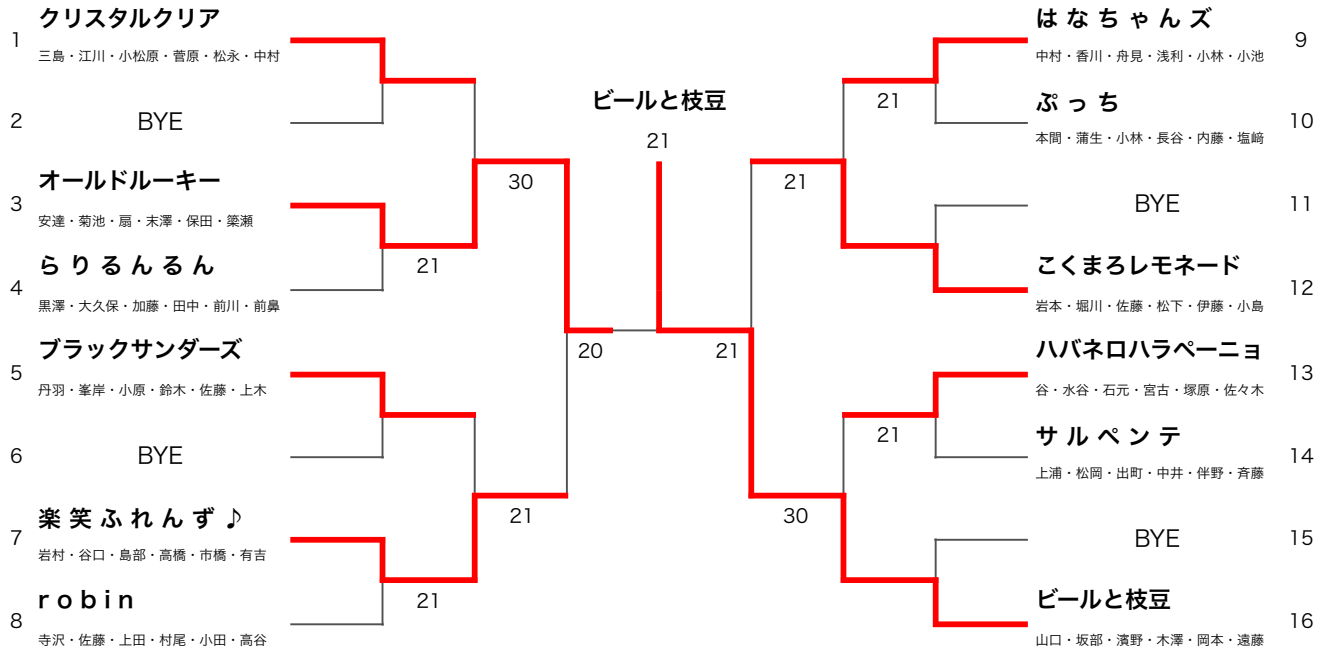 クリスタルクリア
1
三島・江川・小松原・菅原・松永・中村
2
BYE
オールドルーキー
3
安達・菊池・扇・末澤・保田・簗瀬
21
らりるんるん
4
黒澤・大久保・加藤・田中・前川・前鼻
30
ブラックサンダーズ
5
丹羽・峯岸・小原・鈴木・佐藤・上木
20
6
BYE
21
楽笑ふれんず♪
7
岩村・谷口・島部・高橋・市橋・有吉
21
robin
8
寺沢・佐藤・上田・村尾・小田・高谷
ビールと枝豆
21
はなちゃんズ
9
中村・香川・舟見・浅利・小林・小池
21
ぷっち
10
本間・蒲生・小林・長谷・内藤・塩﨑
21
BYE
11
こくまろレモネード
12
岩本・堀川・佐藤・松下・伊藤・小島
21
ハバネロハラペーニョ
13
谷・水谷・石元・宮古・塚原・佐々木
21
サルペンテ
14
上浦・松岡・出町・中井・伴野・斉藤
30
BYE
15
ビールと枝豆
16
山口・坂部・濱野・木澤・岡本・遠藤